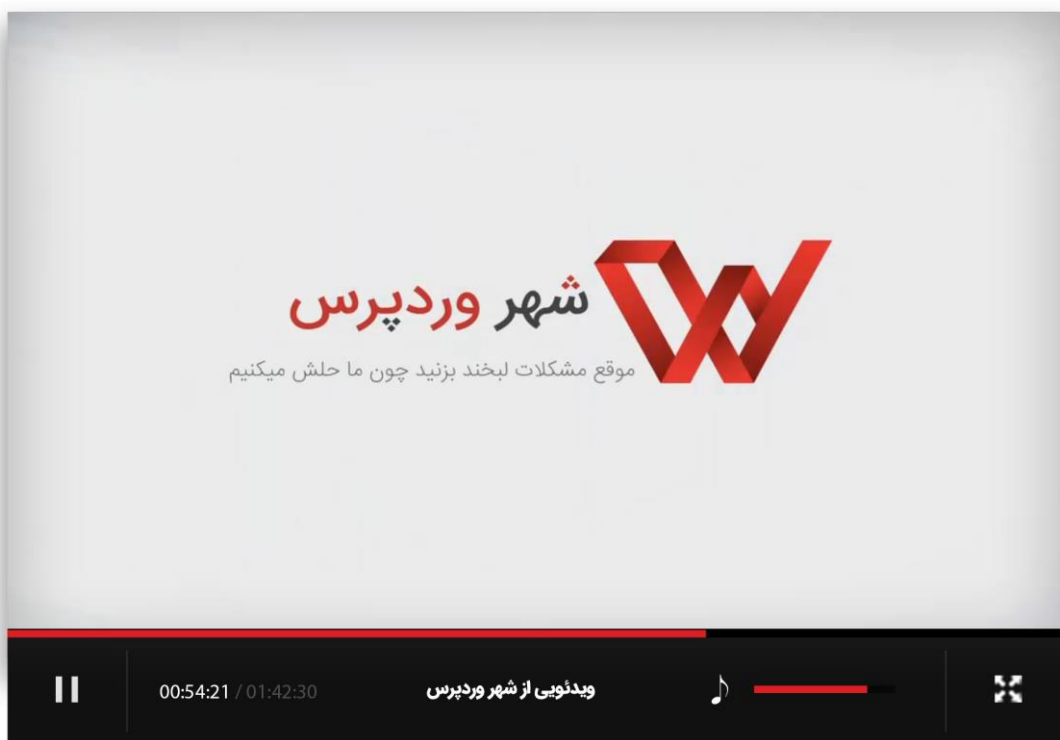 شهر وردپرس
موقع مشکلات لبخند بزنید چون ما حلش میکنیم
00:54:21 / 01:42:30
ویدئویی از شهر وردپرس